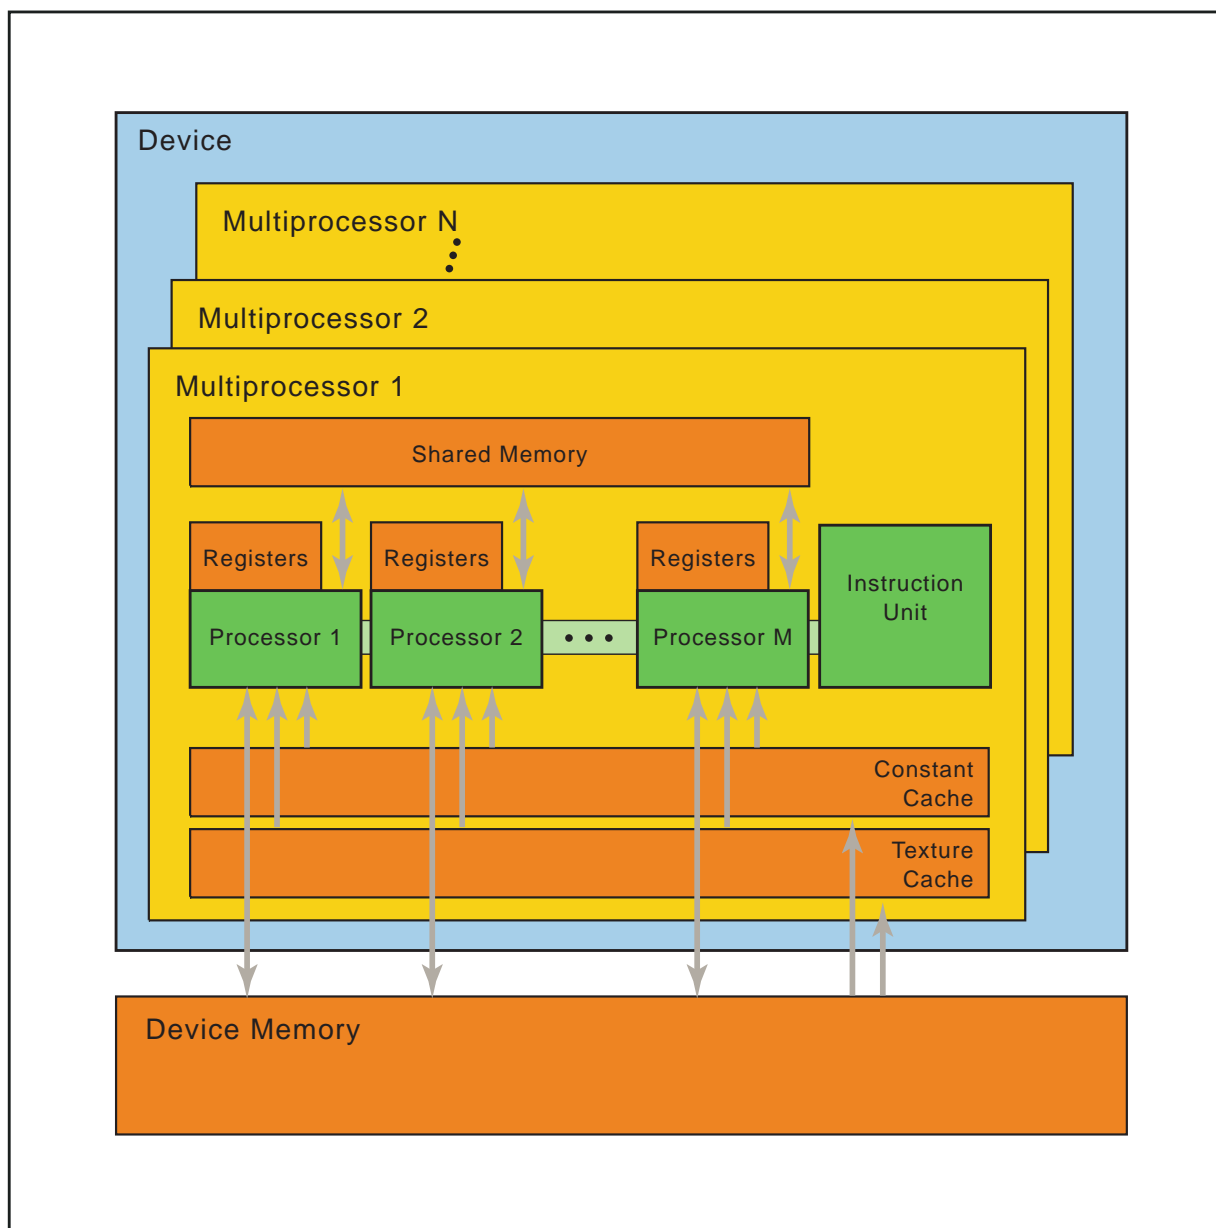 Device
Multiprocessor N
Multiprocessor 2
Multiprocessor 1
Shared Memory
Registers
Registers
Registers
Instruction
Unit
Processor 1
Processor 2
Processor M
Constant
Cache
Texture
Cache
Device Memory